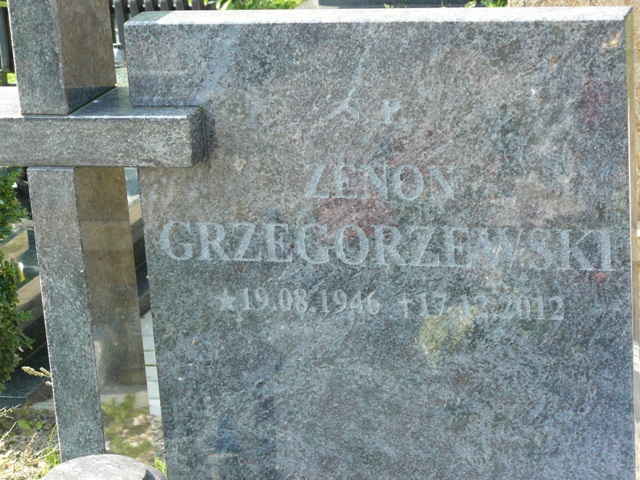 Ś. P.
ZENON
GRZEGORZEWSKI
★19.08.1946 †17.12.2012